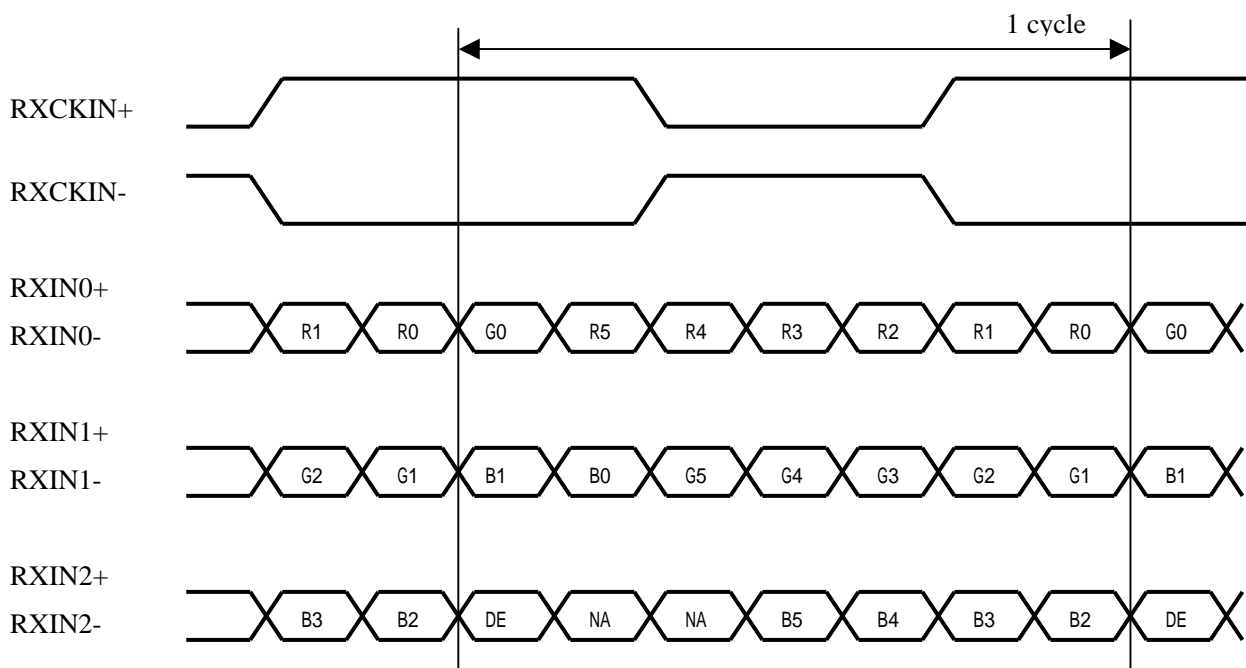 1 cycle
RXCKIN+
RXCKIN-
RXIN0+
RXIN0-
R1 R0 G0 R5 R4 R3 R2 R1 R0 G0
RXIN1+
RXIN1-
G2 G1 B1 B0 G5 G4 G3 G2 G1 B1
RXIN2+
RXIN2-
B3 B2 DE NA NA B5 B4 B3 B2 DE